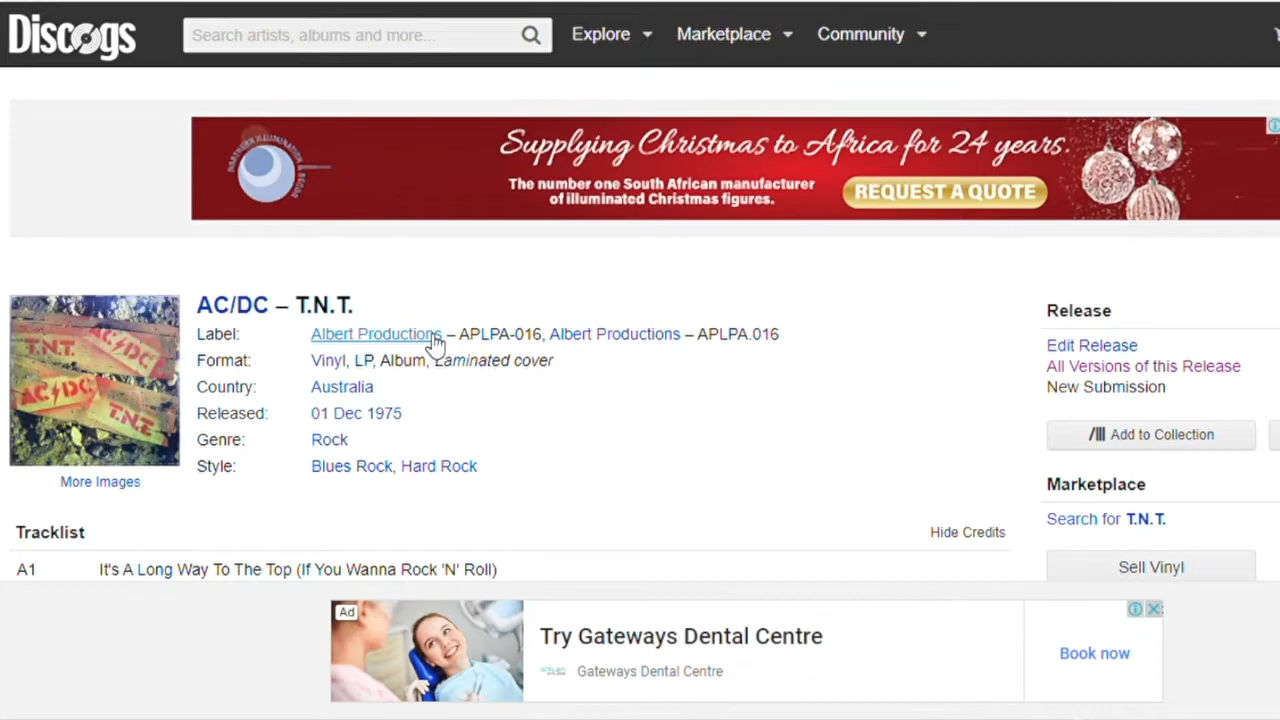 Discogs
Search artists, albums and more...
Explore
Marketplace
Community
Supplying Christmas to Africa for 24 years.
The number one South African manufacturer
of illuminated Christmas figures.
REQUEST A QUOTE
AC/DC – T.N.T.
Label: Albert Productions – APLPA-016, Albert Productions – APLPA.016
Format: Vinyl, LP, Album, Laminated cover
Country: Australia
Released: 01 Dec 1975
Genre: Rock
Style: Blues Rock, Hard Rock
T.N.T. AC/DC
AC/DC T.N.T
More Images
Tracklist
Hide Credits
A1 It's A Long Way To The Top (If You Wanna Rock 'N' Roll)
Release
Edit Release
All Versions of this Release
New Submission
Add to Collection
Marketplace
Search for T.N.T.
Sell Vinyl
Ad
Try Gateways Dental Centre
Gateways Dental Centre
Book now